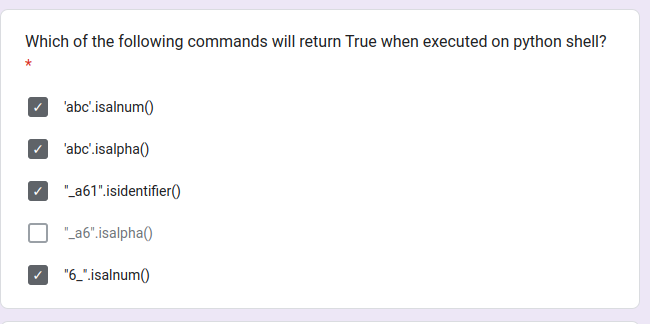 Which of the following commands will return True when executed on python shell?
*
'abc'.isalnum()
'abc'.isalpha()
"_a61".isidentifier()
"_a6".isalpha()
"6_".isalnum()